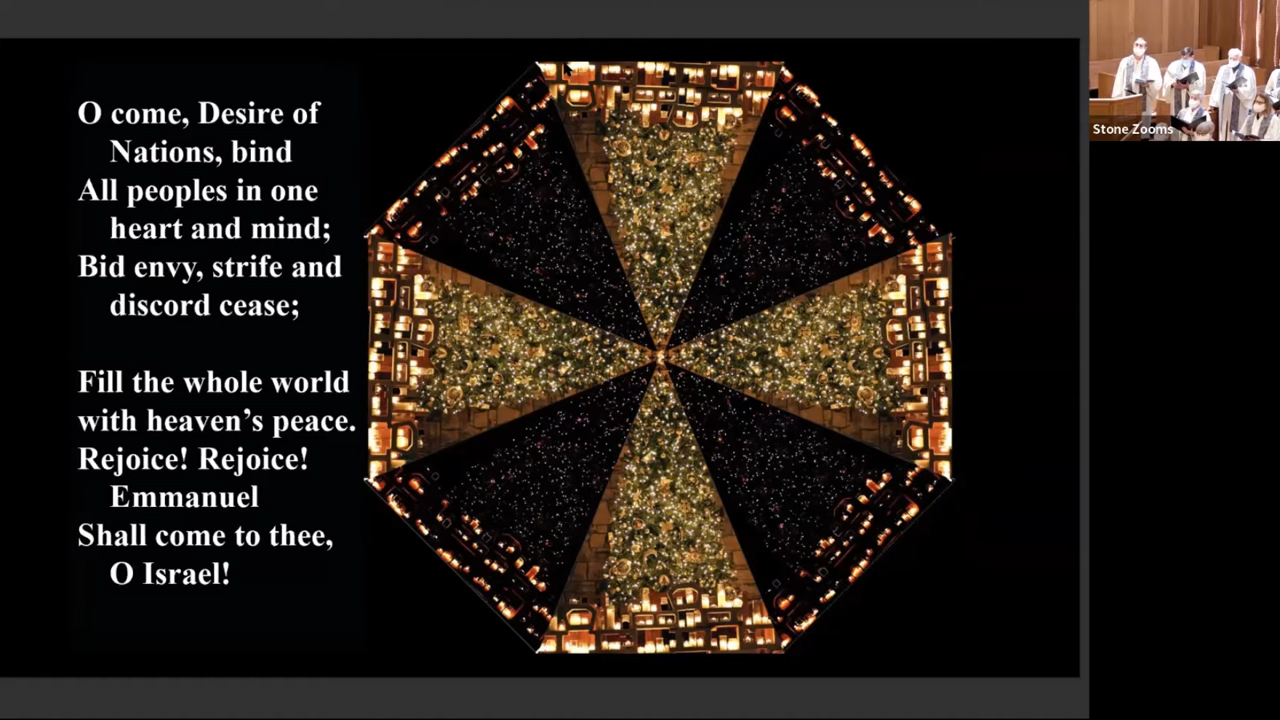 O come, Desire of
Nations, bind
All peoples in one
heart and mind;
Bid envy, strife and
discord cease;
Fill the whole world
with heaven’s peace.
Rejoice! Rejoice!
Emmanuel
Shall come to thee,
O Israel!
Stone Zooms